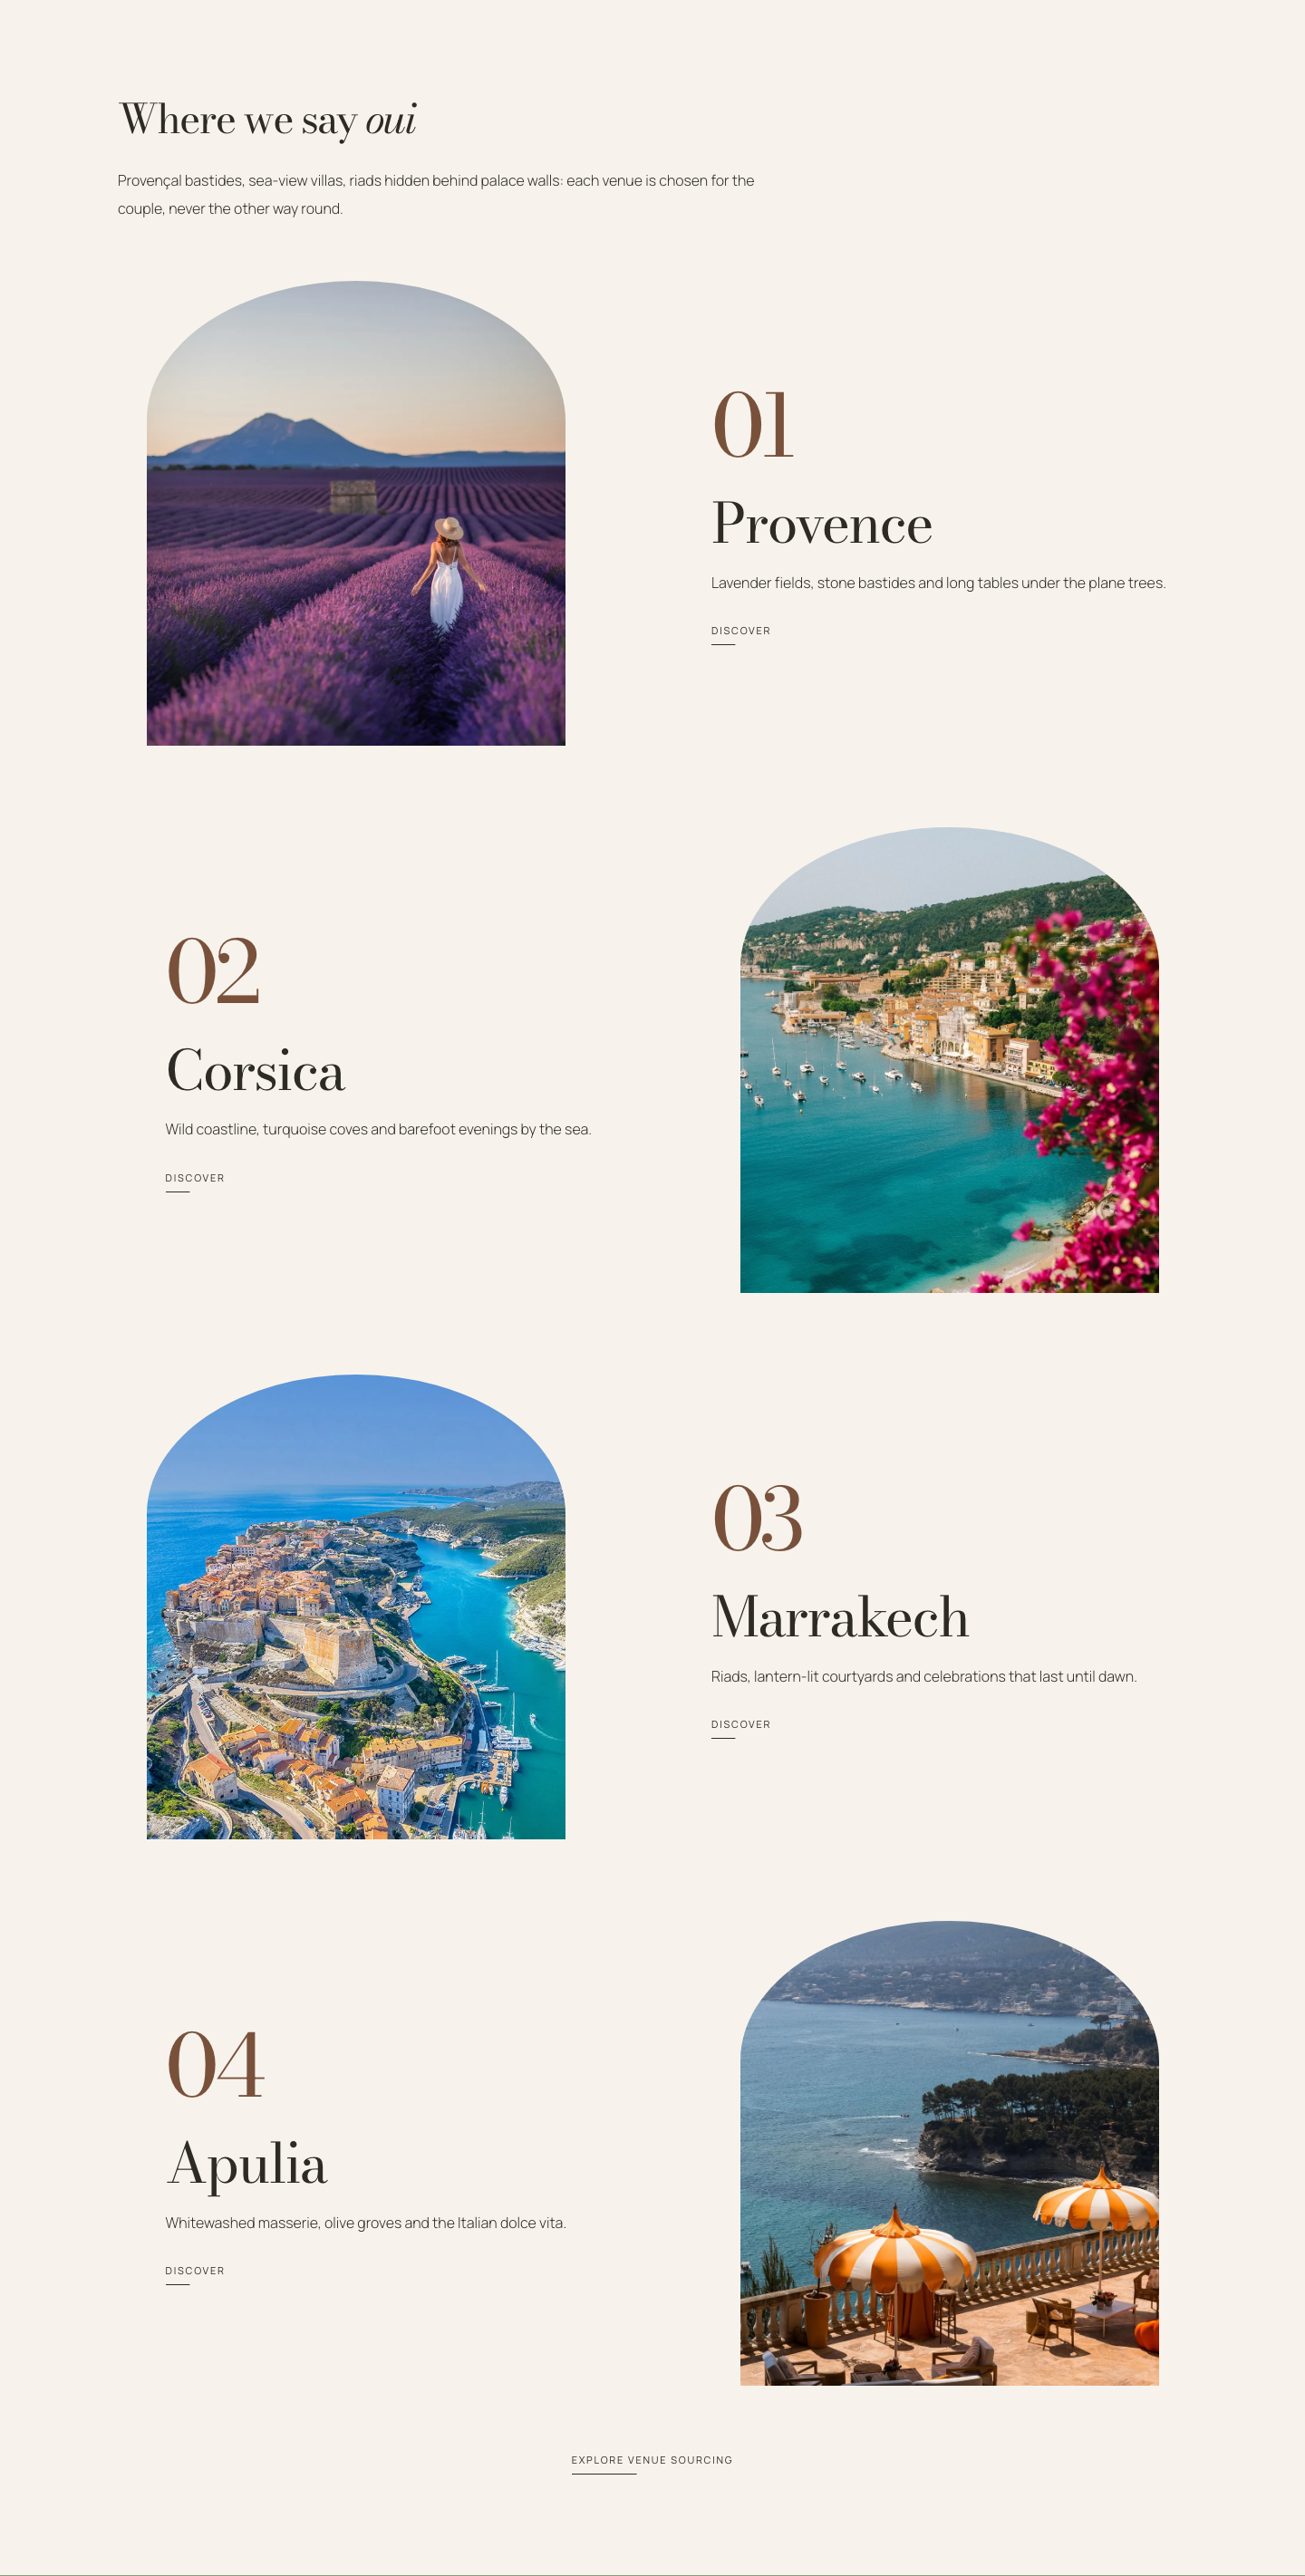 Where we say oui
Provençal bastides, sea-view villas, riads hidden behind palace walls: each venue is chosen for the
couple, never the other way round.
01
Provence
Lavender fields, stone bastides and long tables under the plane trees.
DISCOVER
02
Corsica
Wild coastline, turquoise coves and barefoot evenings by the sea.
DISCOVER
03
Marrakech
Riads, lantern-lit courtyards and celebrations that last until dawn.
DISCOVER
04
Apulia
Whitewashed masserie, olive groves and the Italian dolce vita.
DISCOVER
EXPLORE VENUE SOURCING